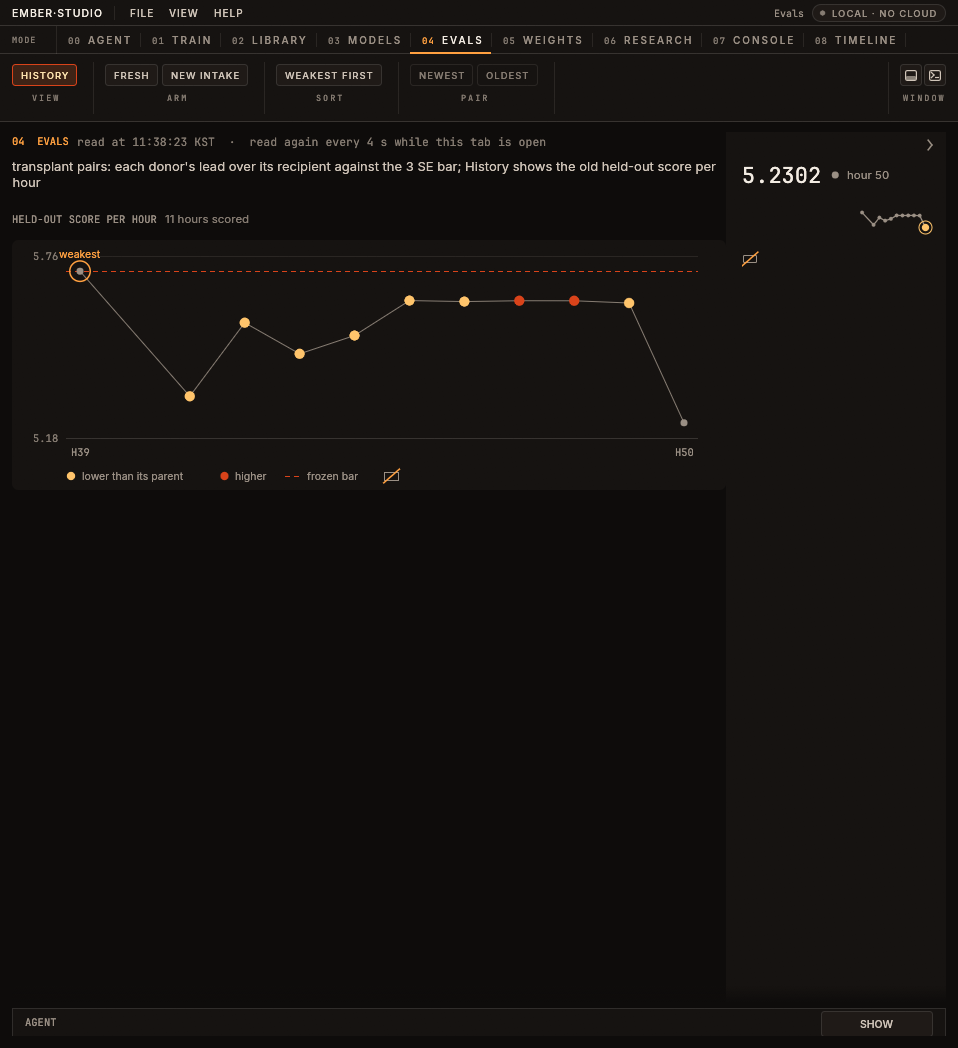 EMBER·STUDIO FILE VIEW HELP Evals LOCAL · NO CLOUD
MODE 00 AGENT 01 TRAIN 02 LIBRARY 03 MODELS 04 EVALS 05 WEIGHTS 06 RESEARCH 07 CONSOLE 08 TIMELINE
HISTORY FRESH NEW INTAKE WEAKEST FIRST NEWEST OLDEST
VIEW ARM SORT PAIR WINDOW
04 EVALS read at 11:38:23 KST · read again every 4 s while this tab is open
transplant pairs: each donor's lead over its recipient against the 3 SE bar; History shows the old held-out score per
hour
5.2302 hour 50
HELD-OUT SCORE PER HOUR 11 hours scored
5.76 weakest
5.18
H39 H50
lower than its parent higher frozen bar
AGENT SHOW